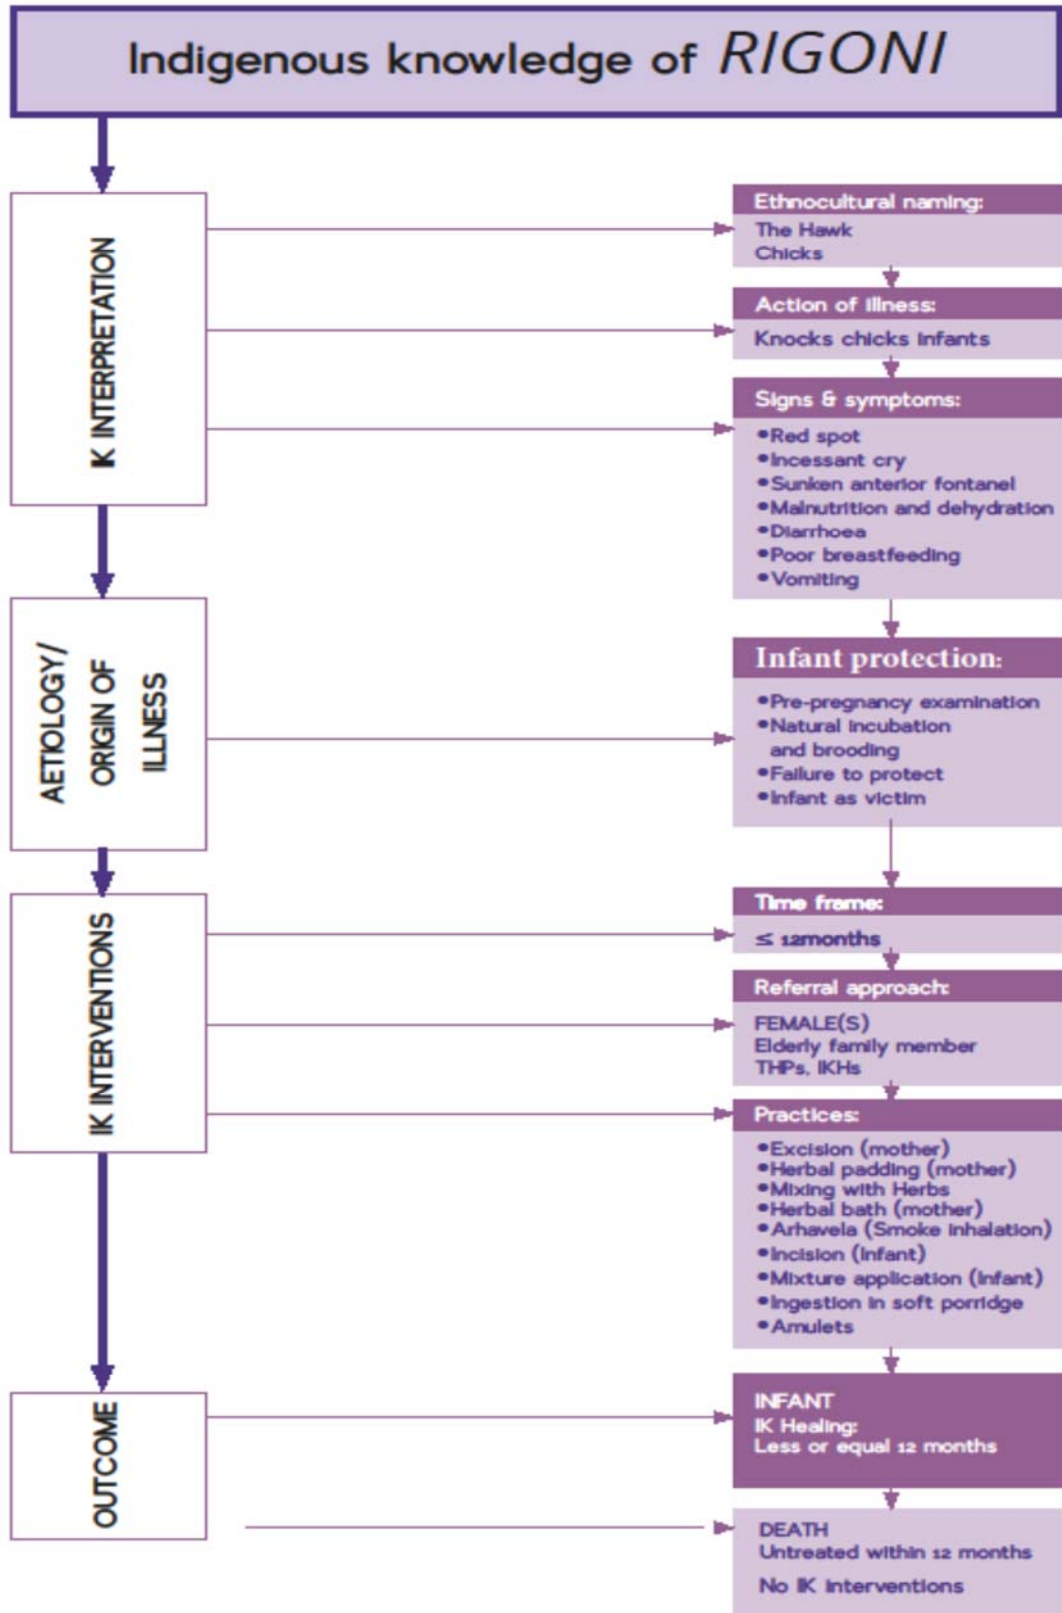 Indigenous knowledge of RIGONI
IK INTERPRETATION
Ethnocultural naming:
The Hawk
Chicks
Action of illness:
Knocks chicks infants
Signs & symptoms:
•Red spot
•Incessant cry
•Sunken anterior fontanel
•Malnutrition and dehydration
•Diarrhoea
•Poor breastfeeding
•Vomiting
AETIOLOGY/
ORIGIN OF
ILLNESS
Infant protection:
•Pre-pregnancy examination
•Natural incubation
and brooding
•Failure to protect
•Infant as victim
IK INTERVENTIONS
Time frame:
≤ 12months
Referral approach:
FEMALE(S)
Elderly family member
THPs, IKHs
Practices:
•Excision (mother)
•Herbal padding (mother)
•Mixing with Herbs
•Herbal bath (mother)
•Arhavela (Smoke inhalation)
•Incision (Infant)
•Mixture application (Infant)
•Ingestion in soft porridge
•Amulets
OUTCOME
INFANT
IK Healing:
Less or equal 12 months
DEATH
Untreated within 12 months
No IK Interventions